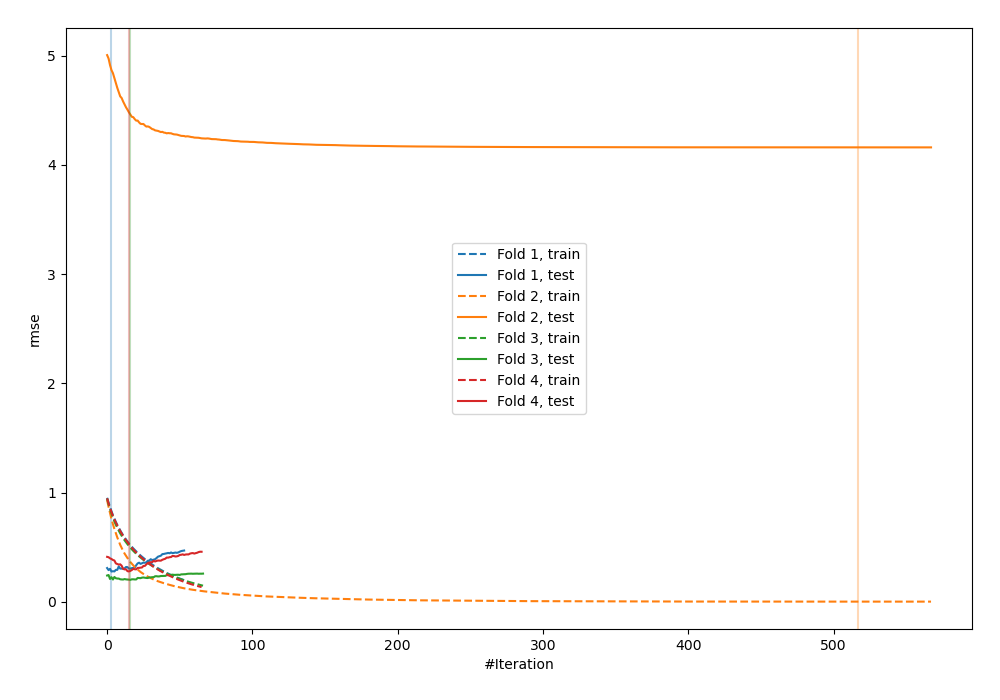 5
4
3
2
1
0
rmse
Fold 1, train
Fold 1, test
Fold 2, train
Fold 2, test
Fold 3, train
Fold 3, test
Fold 4, train
Fold 4, test
0 100 200 300 400 500
#Iteration